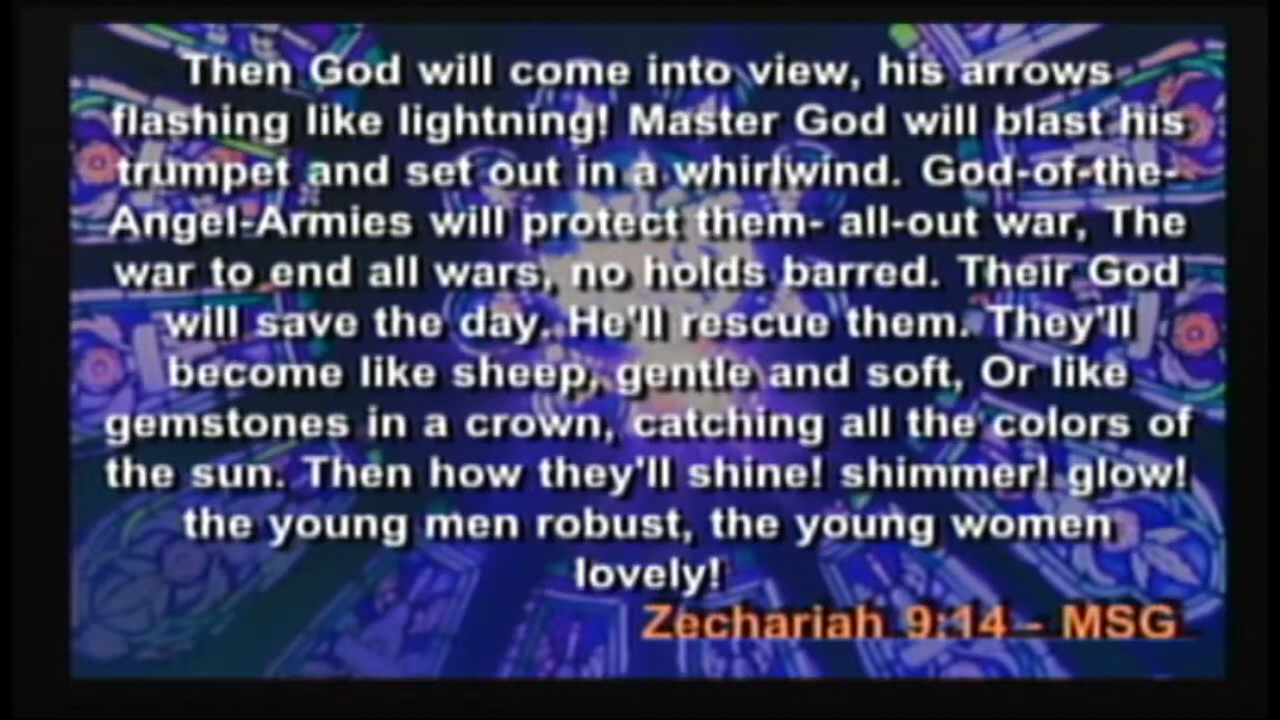 Then God will come into view, his arrows
flashing like lightning! Master God will blast his
trumpet and set out in a whirlwind. God-of-the-
Angel-Armies will protect them- all-out war, The
war to end all wars, no holds barred. Their God
will save the day. He'll rescue them. They'll
become like sheep, gentle and soft, Or like
gemstones in a crown, catching all the colors of
the sun. Then how they'll shine! shimmer! glow!
the young men robust, the young women
lovely!
Zechariah 9:14 - MSG